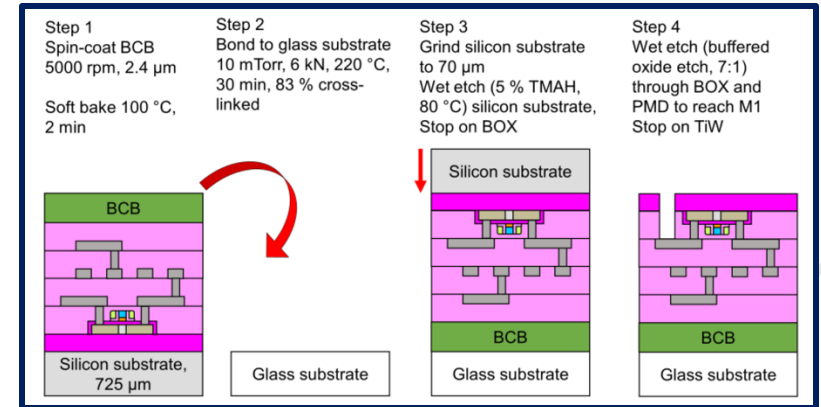 Step 1
Spin-coat BCB
5000 rpm, 2.4 µm
Soft bake 100 °C,
2 min
Step 2
Bond to glass substrate
10 mTorr, 6 kN, 220 °C,
30 min, 83 % cross-
linked
Step 3
Grind silicon substrate
to 70 µm
Wet etch (5 % TMAH,
80 °C) silicon substrate,
Stop on BOX
Step 4
Wet etch (buffered
oxide etch, 7:1)
through BOX and
PMD to reach M1
Stop on TiW
BCB
Silicon substrate,
725 µm
Glass substrate
Silicon substrate
BCB
Glass substrate
BCB
Glass substrate